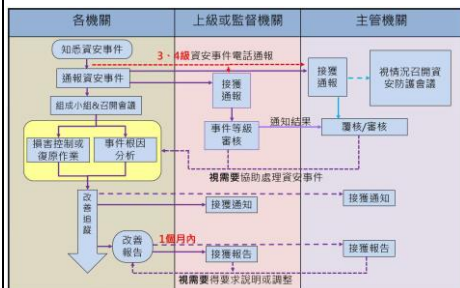 各機關
上級或監督機關
主管機關
知悉資安事件
3、4級資安事件電話通報
通報資安事件
接獲
通報
接獲
通報
視情況召開資
安防護會議
組成小組&召開會議
事件等級
審核
通知結果
覆核/審核
損害控制或
復原作業
事件根因
分析
視需要協助處理資安事件
改善追蹤
接獲通知
接獲通知
改善
報告
1個月內
接獲報告
接獲報告
視需要得要求說明或調整